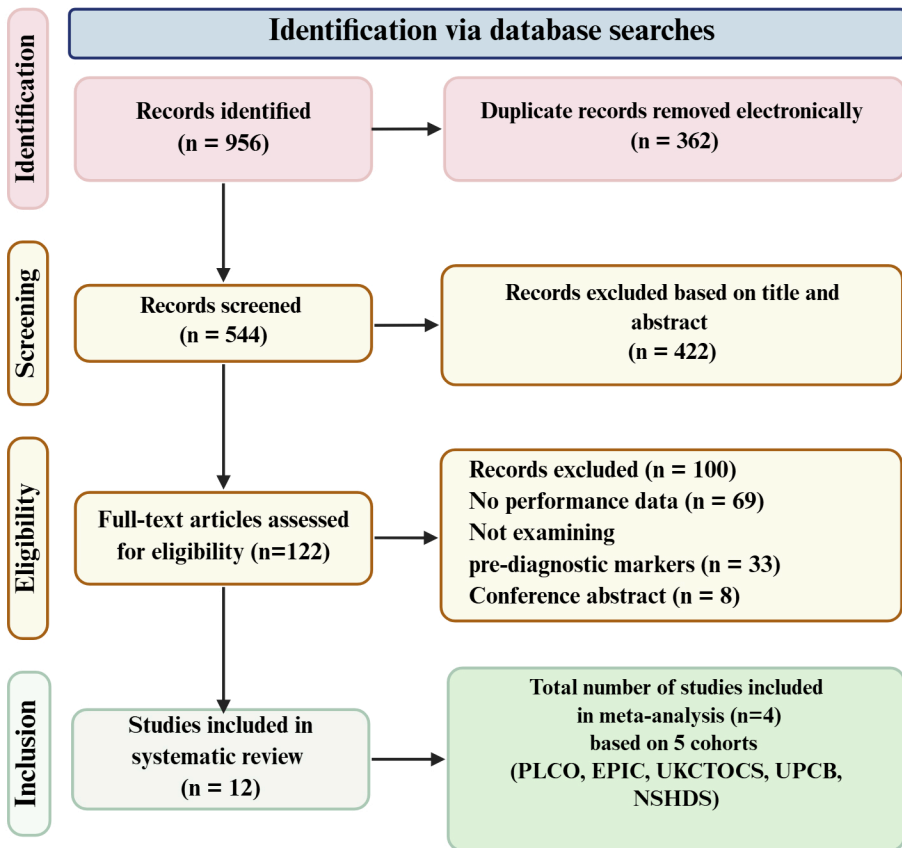 Identification via database searches
Identification
Records identified
(n = 956)
Duplicate records removed electronically
(n = 362)
Screening
Records screened
(n = 544)
Records excluded based on title and
abstract
(n = 422)
Eligibility
Full-text articles assessed
for eligibility (n=122)
Records excluded (n = 100)
No performance data (n = 69)
Not examining
pre-diagnostic markers (n = 33)
Conference abstract (n = 8)
Inclusion
Studies included in
systematic review
(n = 12)
Total number of studies included
in meta-analysis (n=4)
based on 5 cohorts
(PLCO, EPIC, UKCTOCS, UPCB,
NSHDS)